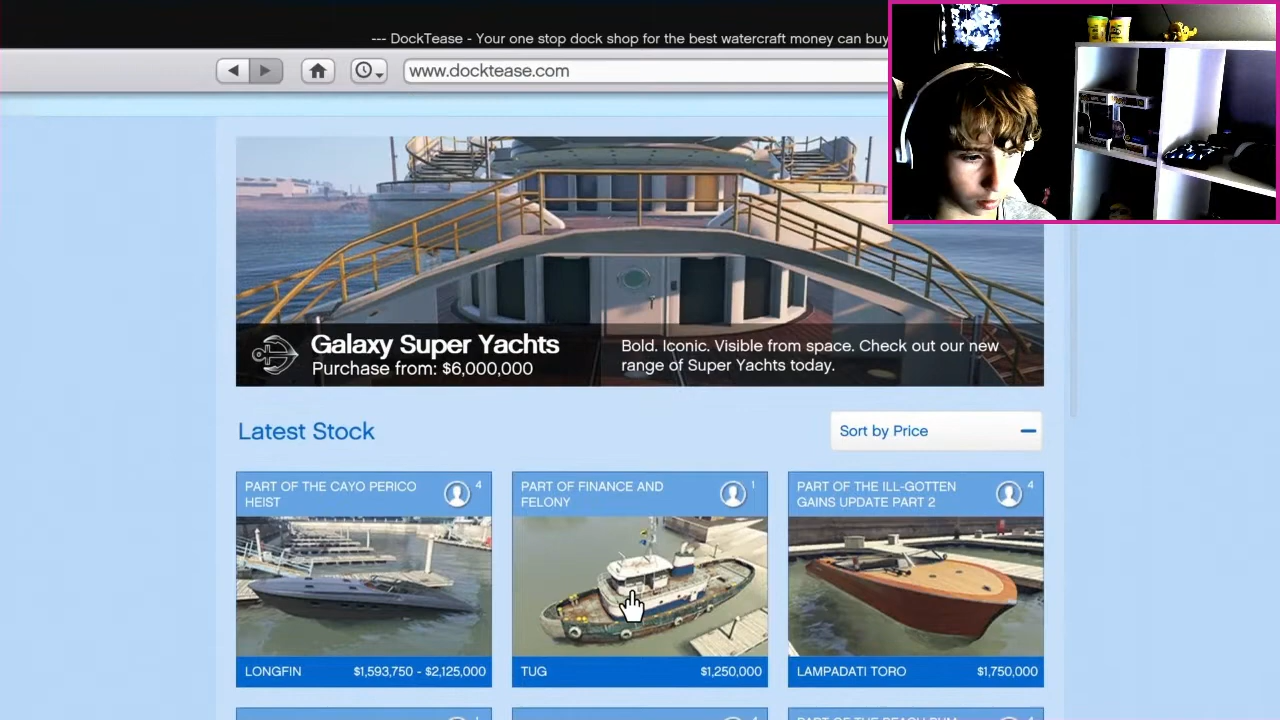 --- DockTease - Your one stop dock shop for the best watercraft money can buy
www.docktease.com
Galaxy Super Yachts
Purchase from: $6,000,000
Bold. Iconic. Visible from space. Check out our new
range of Super Yachts today.
Latest Stock
Sort by Price
PART OF THE CAYO PERICO
HEIST
4
PART OF FINANCE AND
FELONY
1
PART OF THE ILL-GOTTEN
GAINS UPDATE PART 2
4
LONGFIN
$1,593,750 - $2,125,000
TUG
$1,250,000
LAMPADATI TORO
$1,750,000